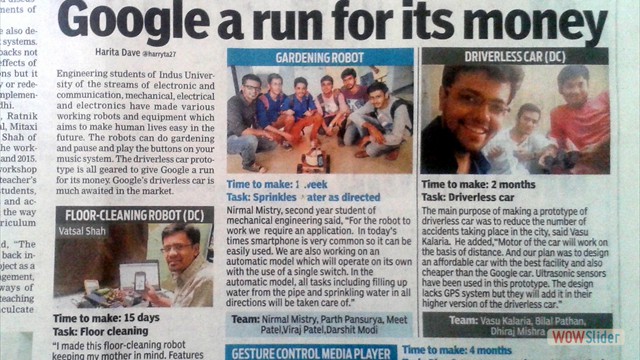 nents of
Google a run for its money
e also de-
t systems.
backs not
effects of
ons but it
y or rede-
mplemen-
dhi.
, Ratnik
al, Mitaxi
Shah of
the work-
and 2015.
workshop
teacher's
students,
s and ac-
the way
urriculum
ld, "The
back in-
oject as a
agement,
ways of
teaching
culcate
Harita Dave @harryta27
Engineering students of Indus Univer-
sity of the streams of electronic and
communication, mechanical, electrical
and electronics have made various
working robots and equipment which
aims to make human lives easy in the
future. The robots can do gardening
and pause and play the buttons on your
music system. The driverless car proto-
type is all geared to give Google a run
for its money. Google's driverless car is
much awaited in the market.
FLOOR-CLEANING ROBOT (DC)
Vatsal Shah
Time to make: 15 days
Task: Floor cleaning
"I made this floor-cleaning robot
keeping my mother in mind. Features
GARDENING ROBOT
Time to make: 1 week
Task: Sprinkles water as directed
Nirmal Mistry, second year student of
mechanical engineering said, "For the robot to
work we require an application. In today's
times smartphone is very common so it can be
easily used. We are also working on an
automatic model which will operate on its own
with the use of a single switch. In the
automatic model, all tasks including filling up
water from the pipe and sprinkling water in all
directions will be taken care of."
Team: Nirmal Mistry, Parth Pansurya, Meet
Patel,Viraj Patel,Darshit Modi
DRIVERLESS CAR (DC)
Time to make: 2 months
Task: Driverless car
The main purpose of making a prototype of
driverless car was to reduce the number of
accidents taking place in the city, said Vasu
Kalaria. He added,"Motor of the car will work
on the basis of distance. And our plan was to design
an affordable car with the best facility and also
cheaper than the Google car. Ultrasonic sensors
have been used in this prototype. The design
lacks GPS system but they will add it in their
higher version of the driverless car."
Team: Vasu Kalaria, Bilal Pathan,
Dhiraj Mishra
GESTURE CONTROL MEDIA PLAYER
Time to make: 4 months
WOWSlider